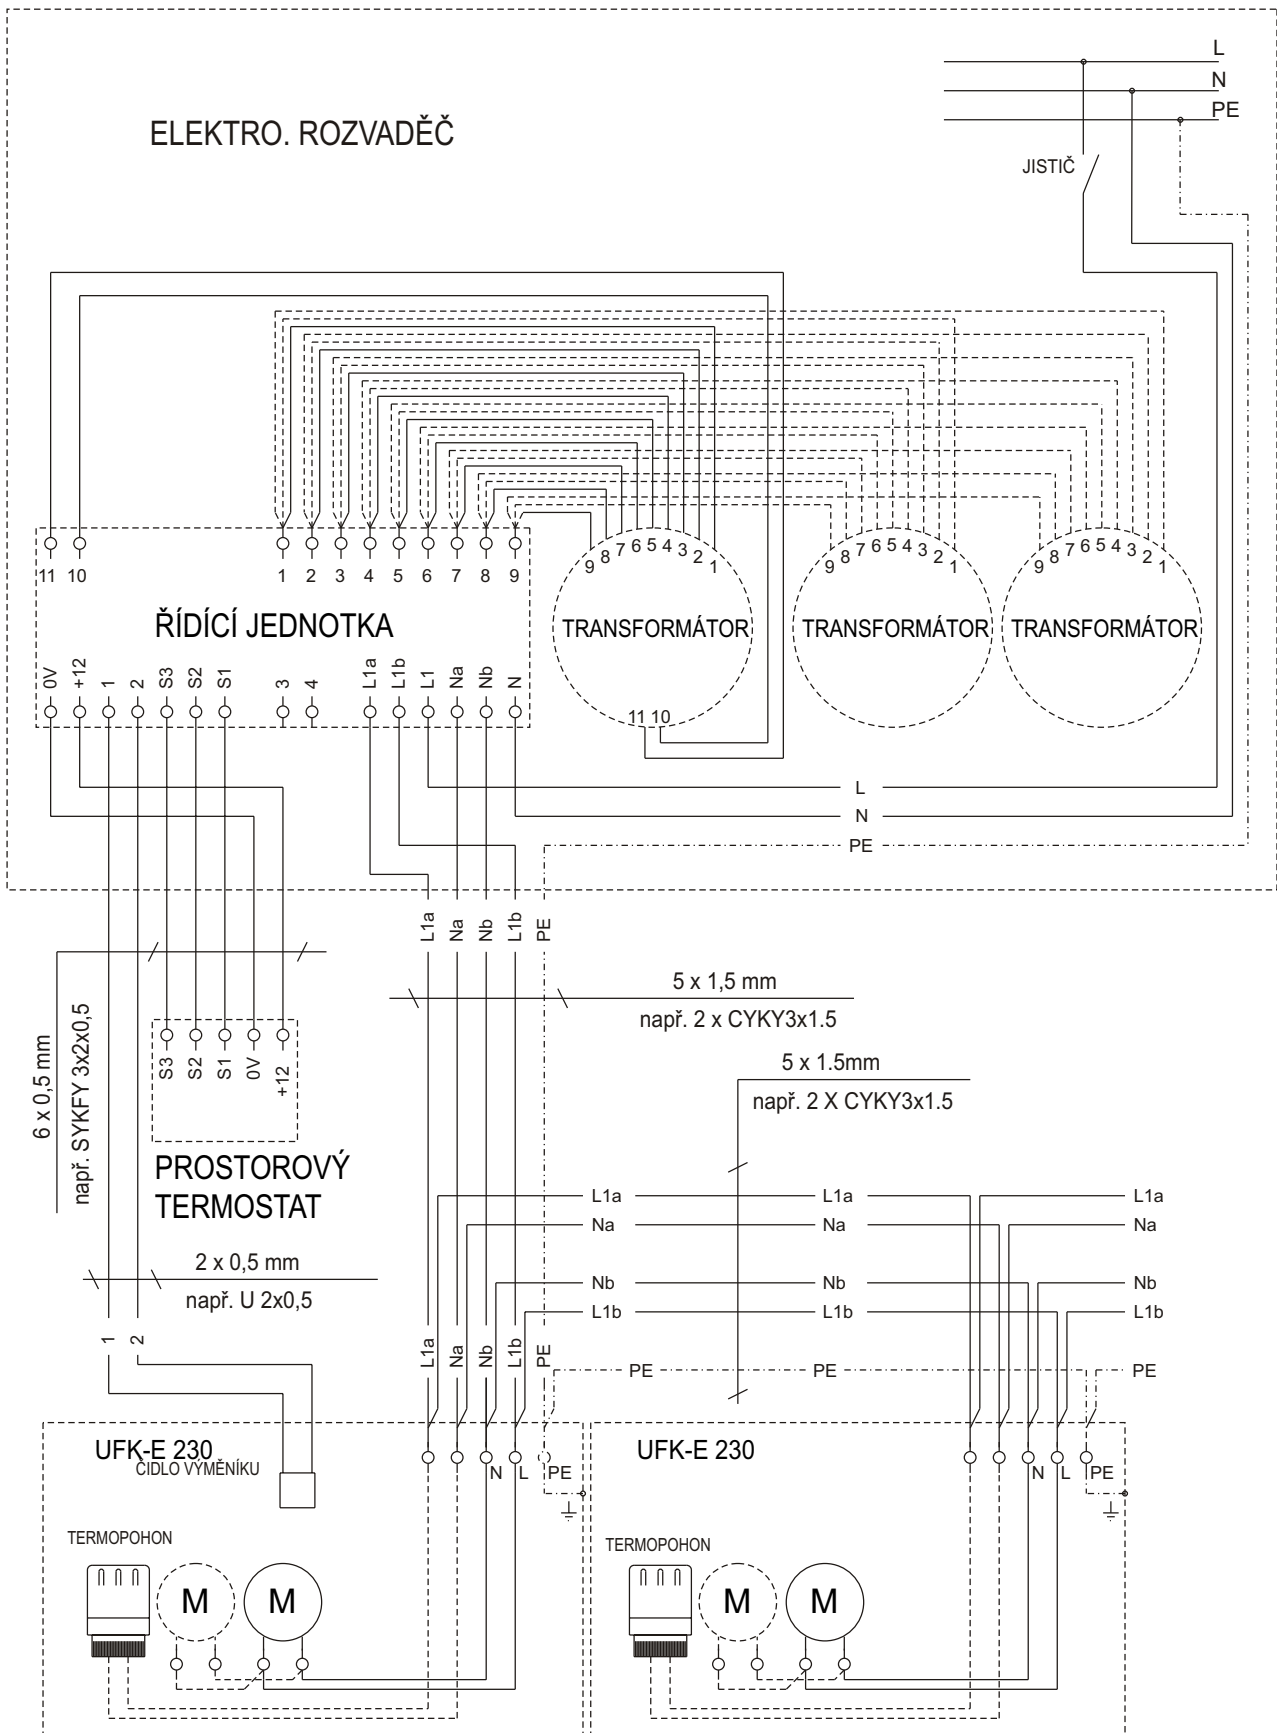 L
N
PE
ELEKTRO. ROZVADĚČ
JISTIČ
11 10 1 2 3 4 5 6 7 8 9
9 8 7 6 5 4 3 2 1
9 8 7 6 5 4 3 2 1
9 8 7 6 5 4 3 2 1
ŘÍDÍCÍ JEDNOTKA
TRANSFORMÁTOR
TRANSFORMÁTOR
TRANSFORMÁTOR
0V +12 1 2 S3 S2 S1 3 4 L1a L1b L1 Na Nb N
11 10
L
N
PE
L1a Na Nb L1b PE
5 x 1,5 mm
např. 2 x CYKY3x1.5
6 x 0,5 mm
např. SYKFY 3x2x0,5
S3 S2 S1 0V +12
5 x 1.5mm
např. 2 X CYKY3x1.5
PROSTOROVÝ
TERMOSTAT
L1a L1a L1a
Na Na Na
2 x 0,5 mm
např. U 2x0,5
Nb Nb Nb
L1b L1b L1b
1 2
L1a Na Nb L1b PE
PE PE PE
UFK-E 230
ČIDLO VÝMĚNÍKU
N L PE
UFK-E 230
N L PE
TERMOPOHON
M M
TERMOPOHON
M M